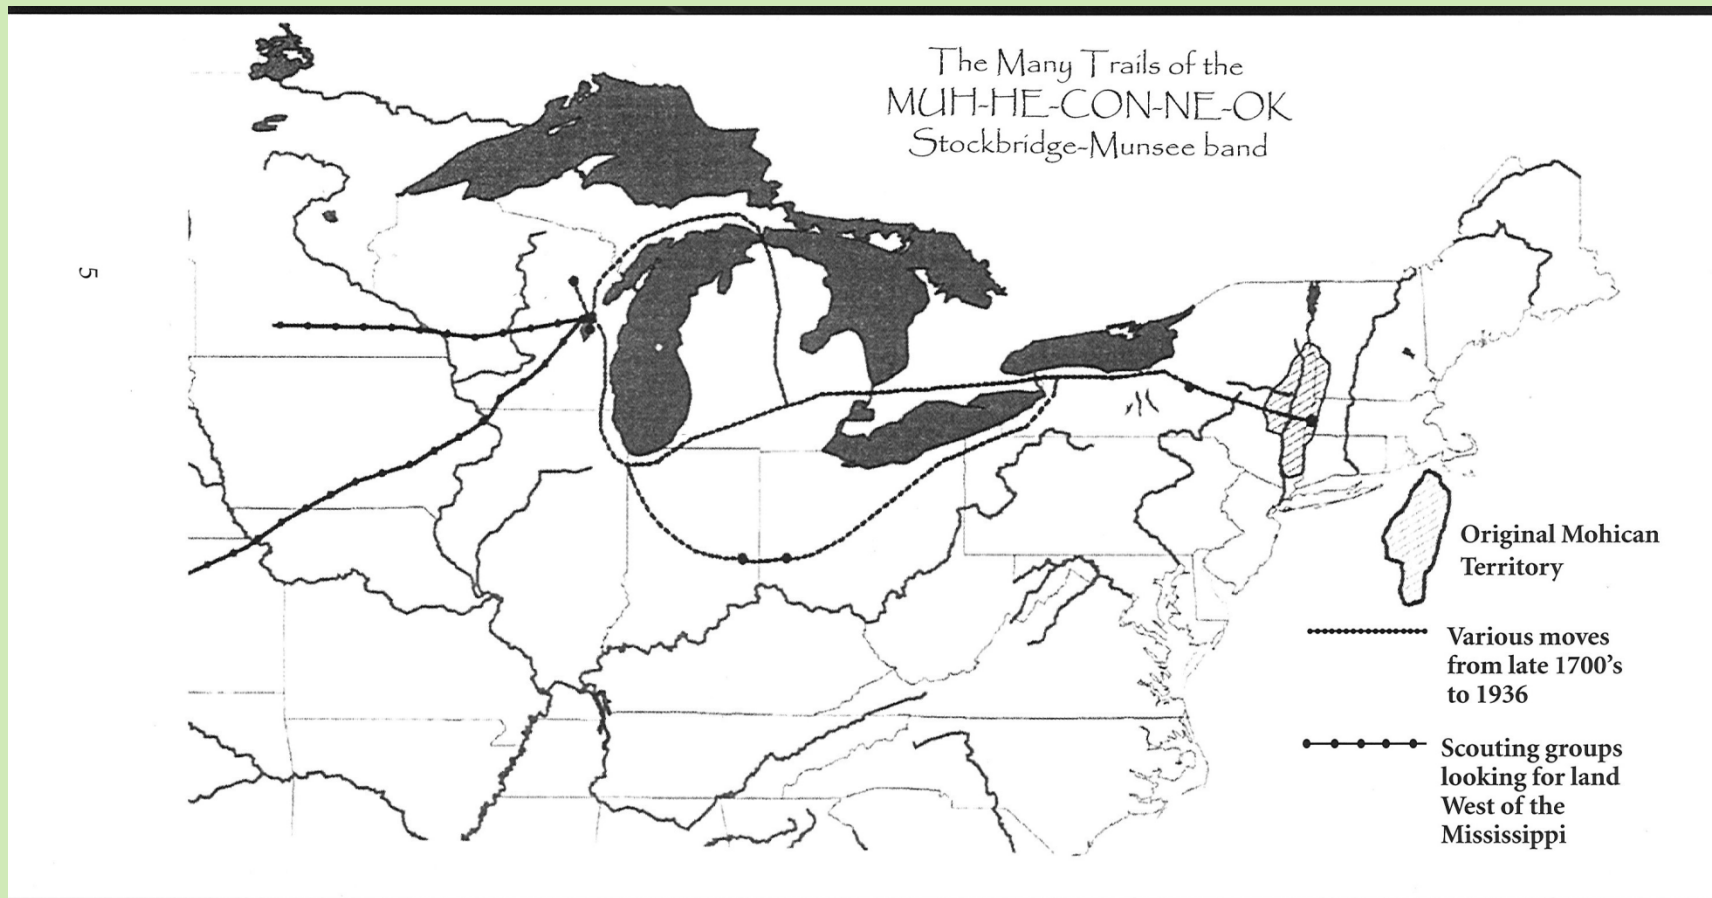 The Many Trails of the
MUH-HE-CON-NE-OK
Stockbridge-Munsee band
5
Original Mohican
Territory
Various moves
from late 1700's
to 1936
Scouting groups
looking for land
West of the
Mississippi